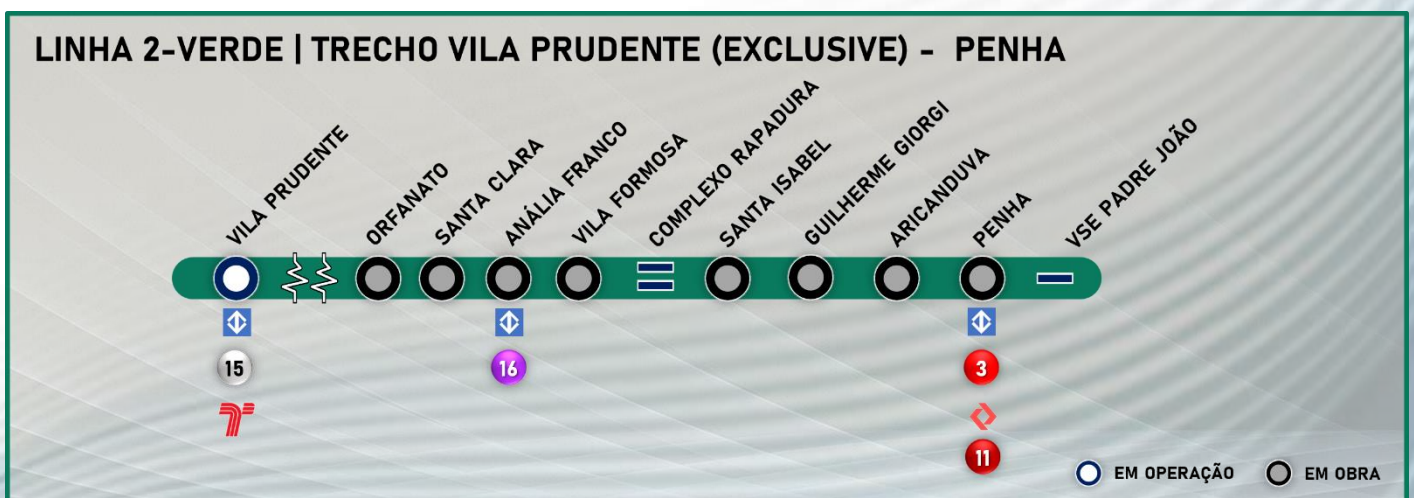 LINHA 2-VERDE | TRECHO VILA PRUDENTE (EXCLUSIVE) - PENHA
VILA PRUDENTE
ORFANATO
SANTA CLARA
ANÁLIA FRANCO
VILA FORMOSA
COMPLEXO RAPADURA
SANTA ISABEL
GUILHERME GIORGI
ARICANDUVA
PENHA
VSE PADRE JOÃO
15
16
3
11
EM OPERAÇÃO
EM OBRA